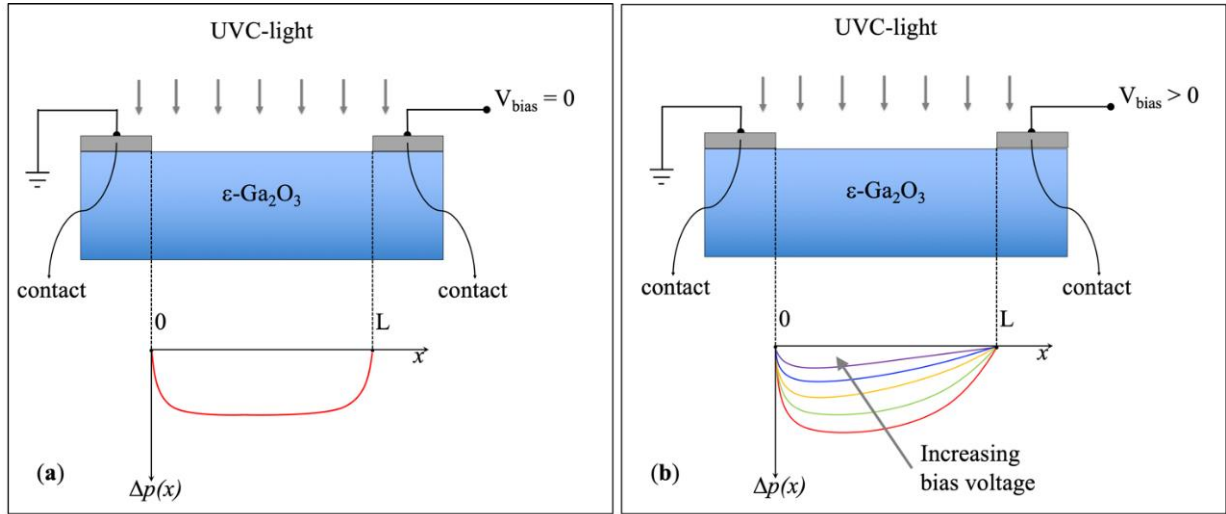 UVC-light
V_bias = 0
ε-Ga₂O₃
contact
contact
0
L
x
(a)
Δp(x)
UVC-light
V_bias > 0
ε-Ga₂O₃
contact
contact
0
L
x
Increasing
bias voltage
(b)
Δp(x)